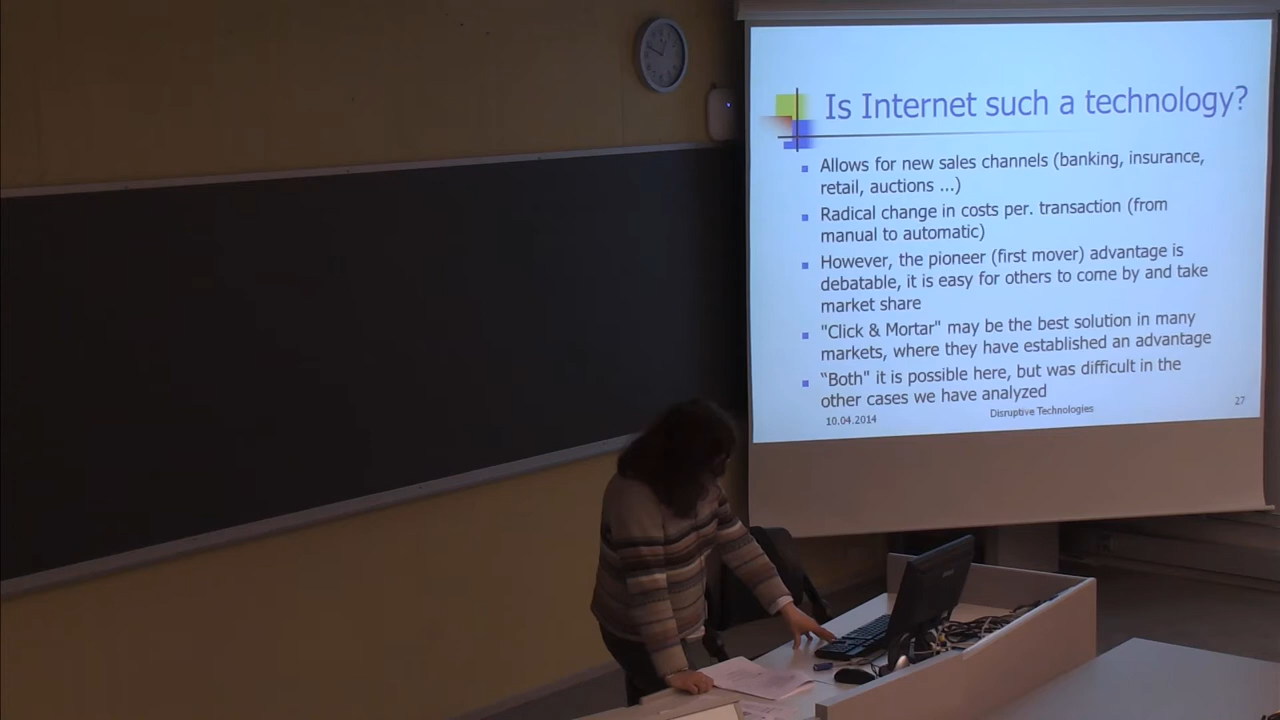 Is Internet such a technology?
Allows for new sales channels (banking, insurance,
retail, auctions ...)
Radical change in costs per. transaction (from
manual to automatic)
However, the pioneer (first mover) advantage is
debatable, it is easy for others to come by and take
market share
"Click & Mortar" may be the best solution in many
markets, where they have established an advantage
“Both" it is possible here, but was difficult in the
other cases we have analyzed
10.04.2014
Disruptive Technologies
27